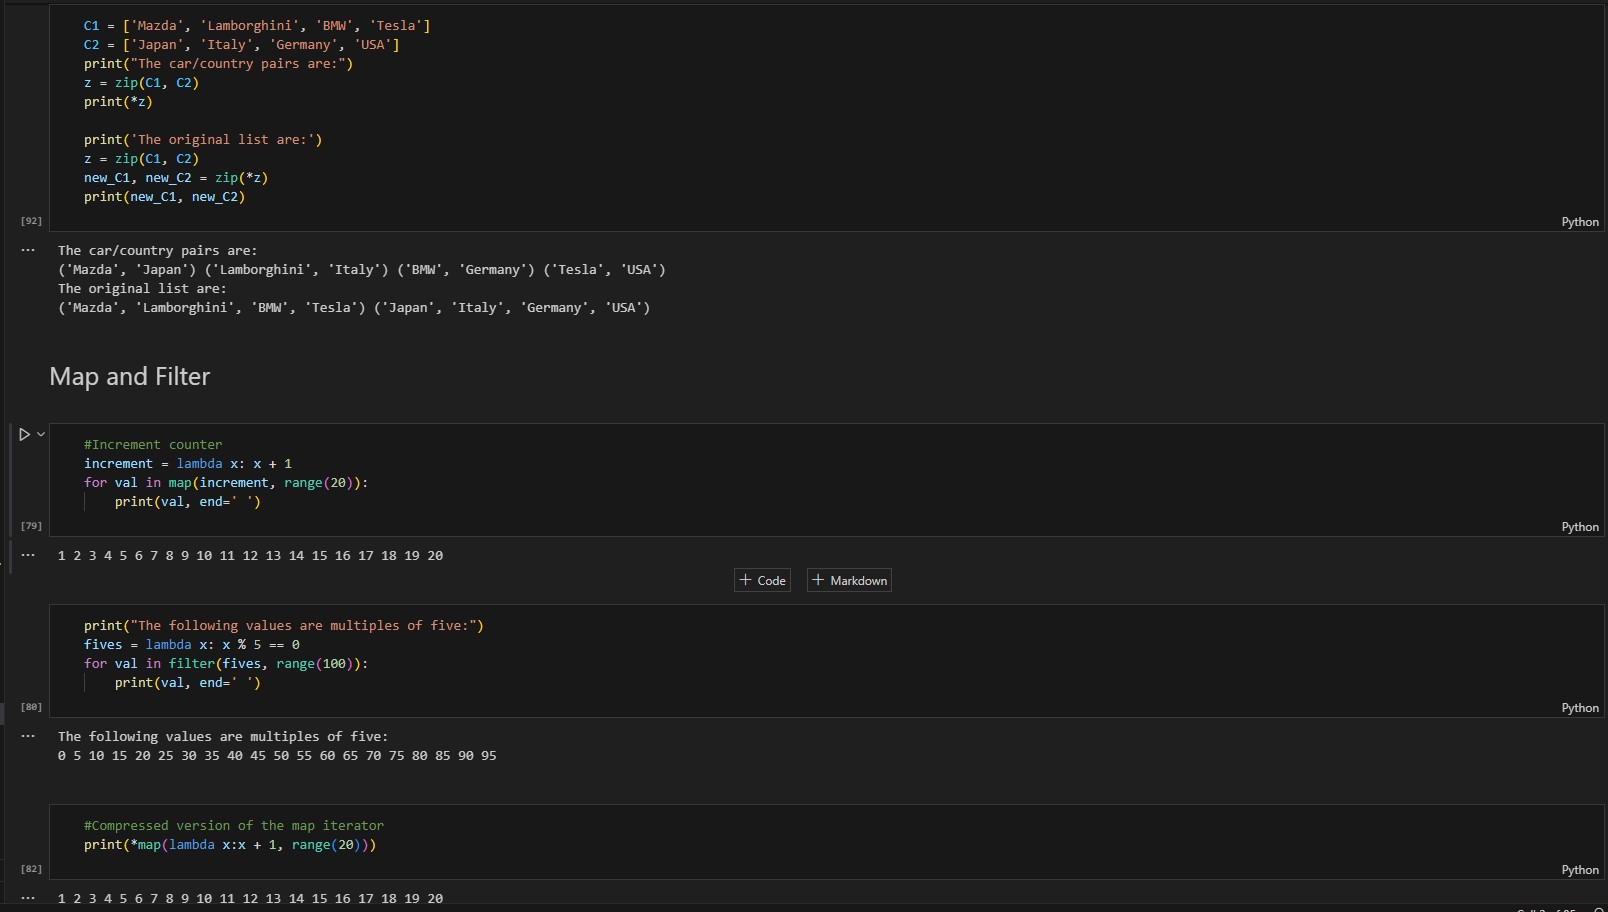 C1 = ['Mazda', 'Lamborghini', 'BMW', 'Tesla']
C2 = ['Japan', 'Italy', 'Germany', 'USA']
print("The car/country pairs are:")
z = zip(C1, C2)
print(*z)
print('The original list are:')
z = zip(C1, C2)
new_C1, new_C2 = zip(*z)
print(new_C1, new_C2)
[92]
Python
The car/country pairs are:
('Mazda', 'Japan') ('Lamborghini', 'Italy') ('BMW', 'Germany') ('Tesla', 'USA')
The original list are:
('Mazda', 'Lamborghini', 'BMW', 'Tesla') ('Japan', 'Italy', 'Germany', 'USA')
Map and Filter
#Increment counter
increment = lambda x: x + 1
for val in map(increment, range(20)):
    print(val, end=' ')
[79]
Python
1 2 3 4 5 6 7 8 9 10 11 12 13 14 15 16 17 18 19 20
+ Code + Markdown
print("The following values are multiples of five:")
fives = lambda x: x % 5 == 0
for val in filter(fives, range(100)):
    print(val, end=' ')
[80]
Python
The following values are multiples of five:
0 5 10 15 20 25 30 35 40 45 50 55 60 65 70 75 80 85 90 95
#Compressed version of the map iterator
print(*map(lambda x:x + 1, range(20)))
[82]
Python
1 2 3 4 5 6 7 8 9 10 11 12 13 14 15 16 17 18 19 20